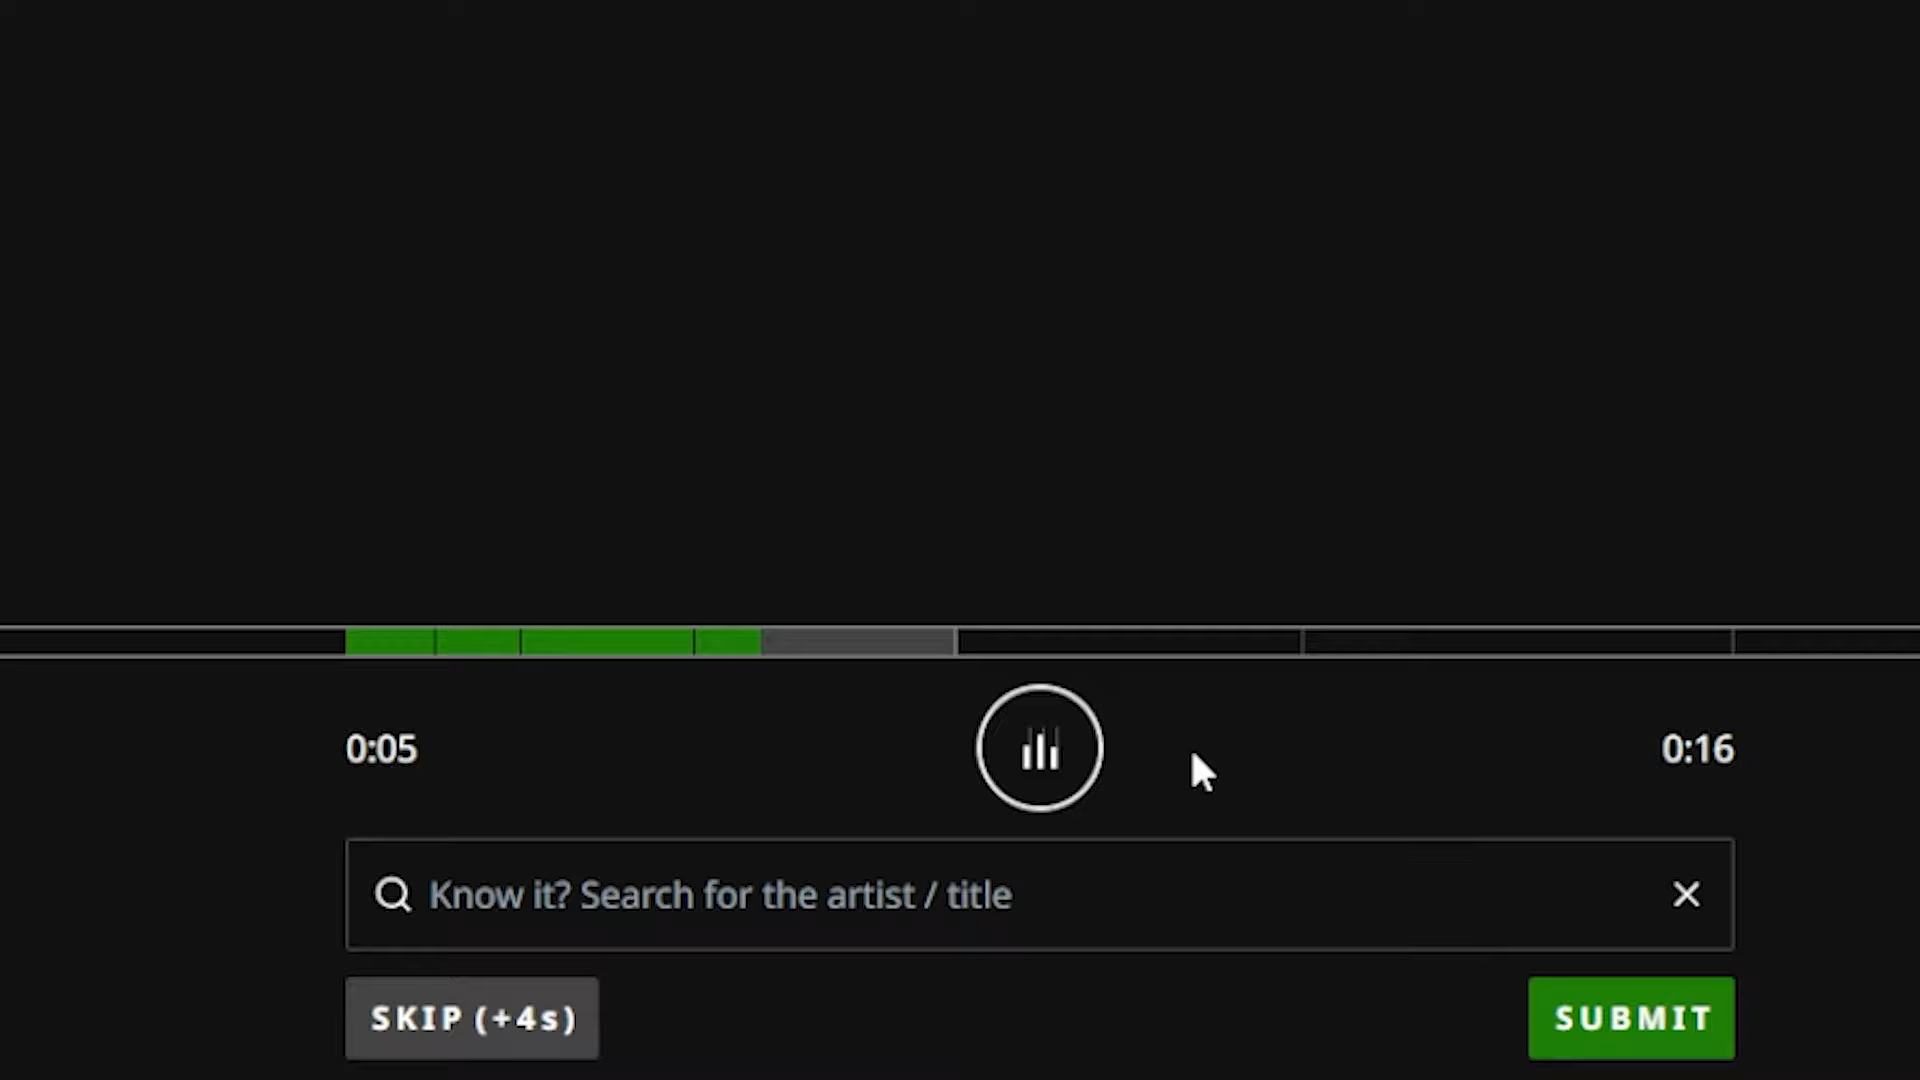 0:05
0:16
Know it? Search for the artist / title
SKIP (+4s)
SUBMIT